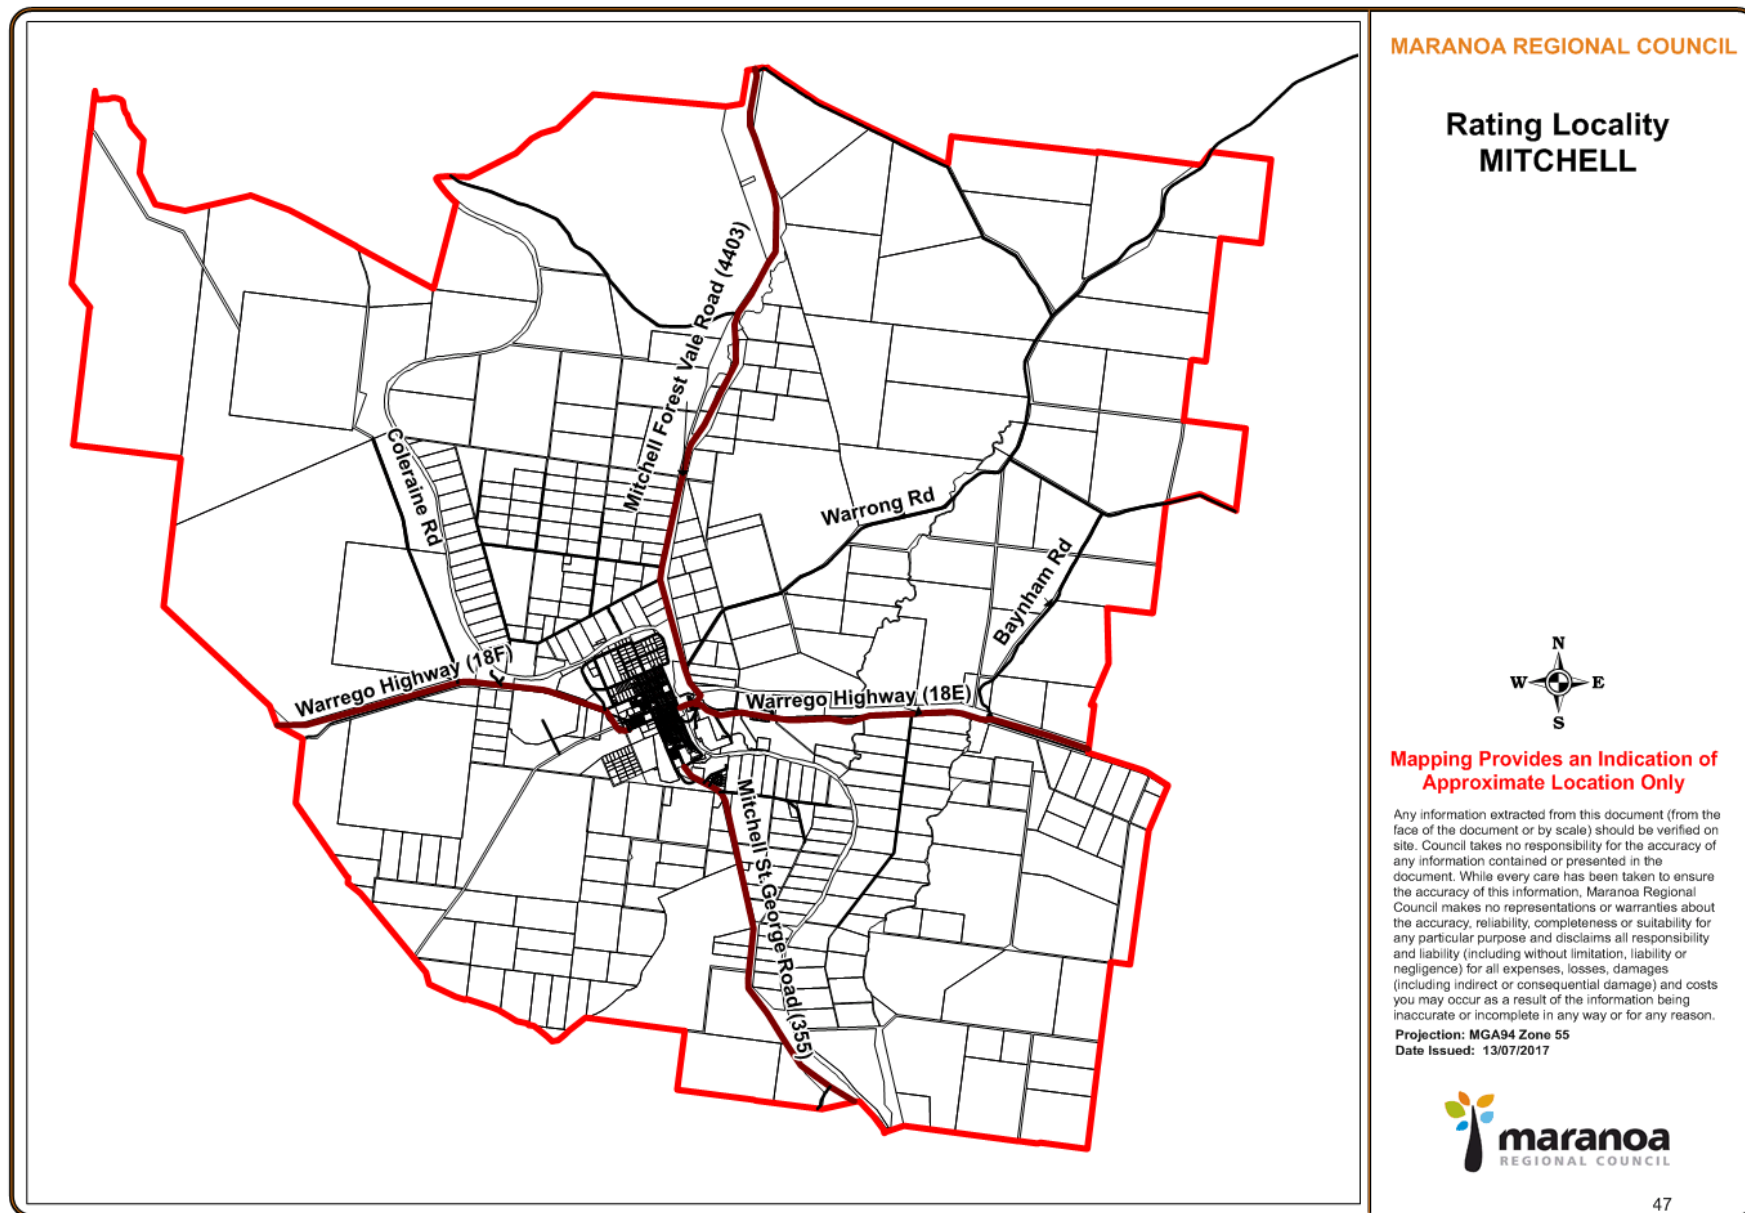 MARANOA REGIONAL COUNCIL
Rating Locality
MITCHELL
Mitchell Forest Vale Road (4403)
Coleraine Rd
Warrong Rd
Baynham Rd
Warrego Highway (18F)
Warrego Highway (18E)
Mitchell St George Road (355)
N
W
E
S
Mapping Provides an Indication of
Approximate Location Only
Any information extracted from this document (from the
face of the document or by scale) should be verified on
site. Council takes no responsibility for the accuracy of
any information contained or presented in the
document. While every care has been taken to ensure
the accuracy of this information, Maranoa Regional
Council makes no representations or warranties about
the accuracy, reliability, completeness or suitability for
any particular purpose and disclaims all responsibility
and liability (including without limitation, liability or
negligence) for all expenses, losses, damages
(including indirect or consequential damage) and costs
you may occur as a result of the information being
inaccurate or incomplete in any way or for any reason.
Projection: MGA94 Zone 55
Date Issued: 13/07/2017
maranoa
REGIONAL COUNCIL
47